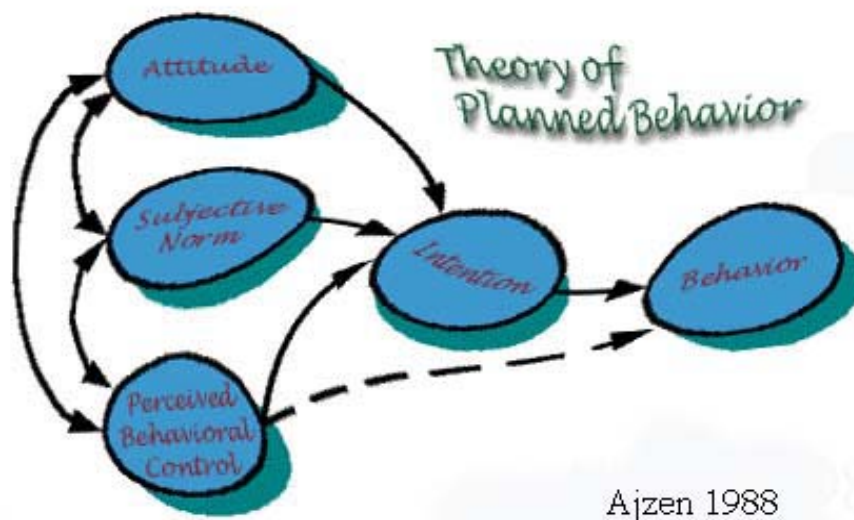 Attitude
Theory of
Planned Behavior
Subjective
Norm
Intention
Behavior
Perceived
Behavioral
Control
Ajzen 1988